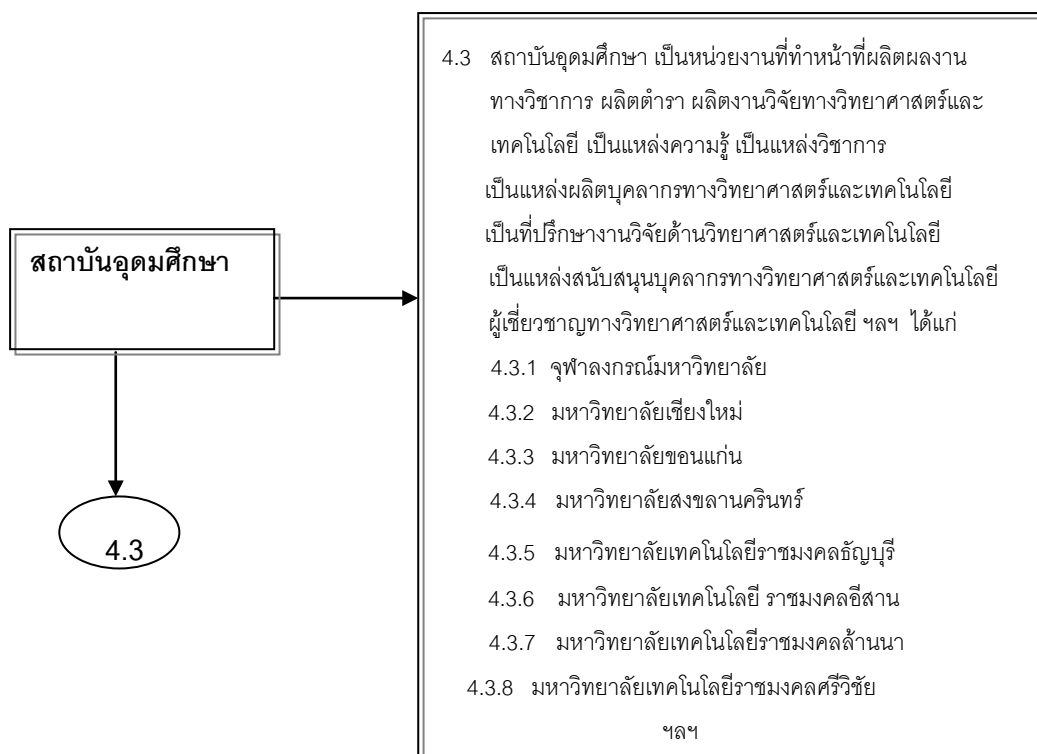 สถาบันอุดมศึกษา
4.3
4.3 สถาบันอุดมศึกษา เป็นหน่วยงานที่ทำหน้าที่ผลิตผลงาน
ทางวิชาการ ผลิตตำรา ผลิตงานวิจัยทางวิทยาศาสตร์และ
เทคโนโลยี เป็นแหล่งความรู้ เป็นแหล่งวิชาการ
เป็นแหล่งผลิตบุคลากรทางวิทยาศาสตร์และเทคโนโลยี
เป็นที่ปรึกษางานวิจัยด้านวิทยาศาสตร์และเทคโนโลยี
เป็นแหล่งสนับสนุนบุคลากรทางวิทยาศาสตร์และเทคโนโลยี
ผู้เชี่ยวชาญทางวิทยาศาสตร์และเทคโนโลยี ฯลฯ ได้แก่
4.3.1 จุฬาลงกรณ์มหาวิทยาลัย
4.3.2 มหาวิทยาลัยเชียงใหม่
4.3.3 มหาวิทยาลัยขอนแก่น
4.3.4 มหาวิทยาลัยสงขลานครินทร์
4.3.5 มหาวิทยาลัยเทคโนโลยีราชมงคลธัญบุรี
4.3.6 มหาวิทยาลัยเทคโนโลยี ราชมงคลอีสาน
4.3.7 มหาวิทยาลัยเทคโนโลยีราชมงคลล้านนา
4.3.8 มหาวิทยาลัยเทคโนโลยีราชมงคลศรีวิชัย
ฯลฯ